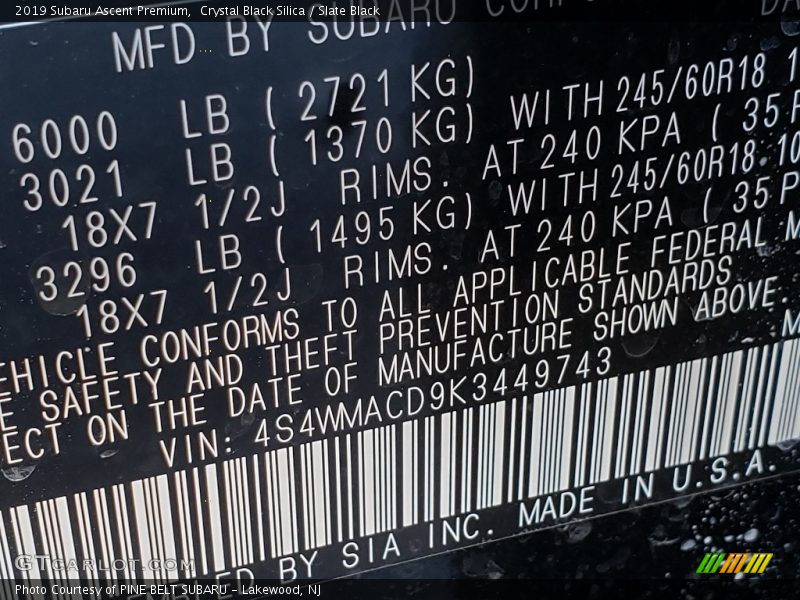 2019 Subaru Ascent Premium, Crystal Black Silica / Slate Black
MFD BY SUBARU
6000 LB ( 2721 KG)
3021 LB ( 1370 KG) WITH 245/60R18
18X7 1/2J RIMS. AT 240 KPA ( 35
3296 LB ( 1495 KG) WITH 245/60R18
18X7 1/2J RIMS. AT 240 KPA ( 35
EHICLE CONFORMS TO ALL APPLICABLE FEDERAL M
E SAFETY AND THEFT PREVENTION STANDARDS
ECT ON THE DATE OF MANUFACTURE SHOWN ABOVE.
VIN: 4S4WMACD9K3449743
BY SIA INC. MADE IN U.S.A.
GTCarLot.com
Photo Courtesy of PINE BELT SUBARU - Lakewood, NJ